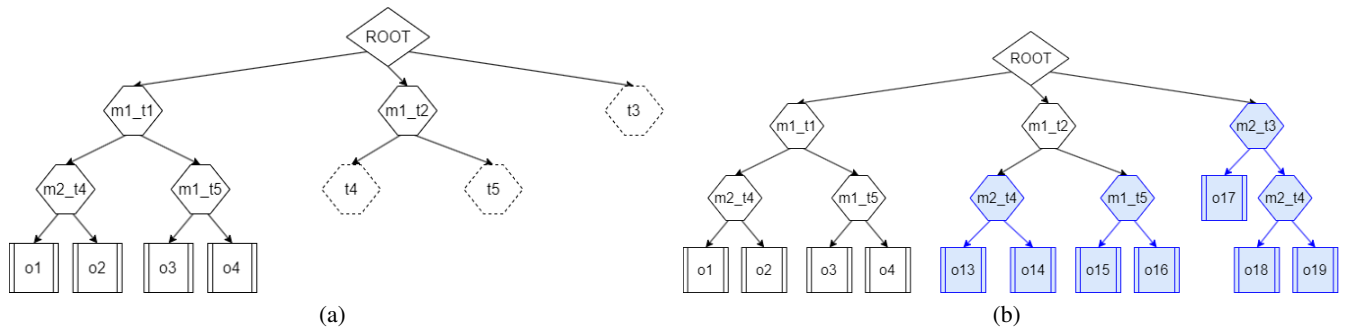 ROOT
m1_t1
m1_t2
t3
m2_t4
m1_t5
t4
t5
o1
o2
o3
o4
(a)
ROOT
m1_t1
m1_t2
m2_t3
m2_t4
m1_t5
m2_t4
m1_t5
o17
m2_t4
o1
o2
o3
o4
o13
o14
o15
o16
o18
o19
(b)